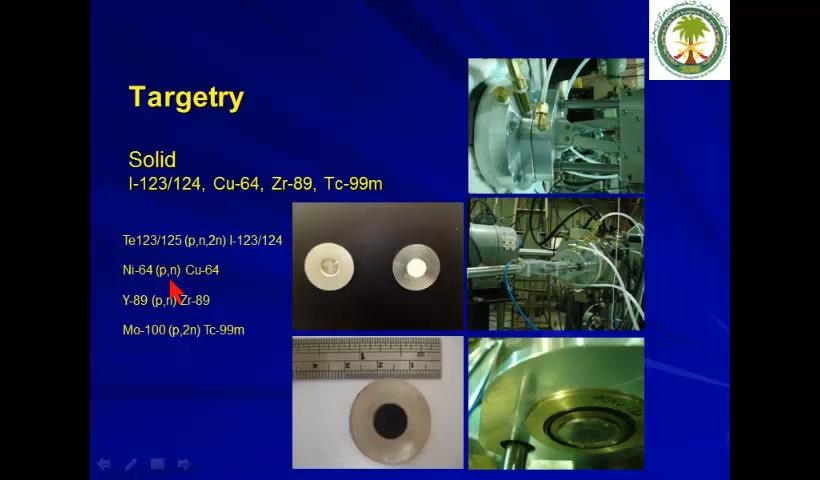 Targetry
Solid
I-123/124, Cu-64, Zr-89, Tc-99m
Te123/125 (p,n,2n) I-123/124
Ni-64 (p,n) Cu-64
Y-89 (p,n) Zr-89
Mo-100 (p,2n) Tc-99m